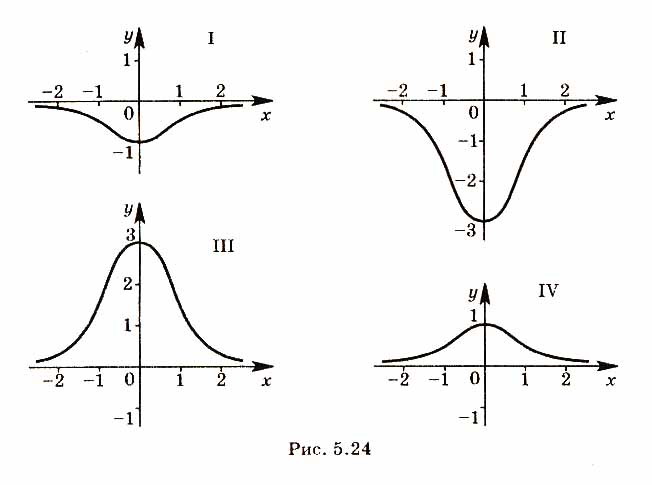 y I
1
−2 −1 1 2
0 x
−1
y II
1
−2 −1 1 2
0 x
−1
−2
−3
y
3 III
2
1
−2 −1 0 1 2 x
−1
y IV
1
−2 −1 0 1 2 x
−1
Рис. 5.24